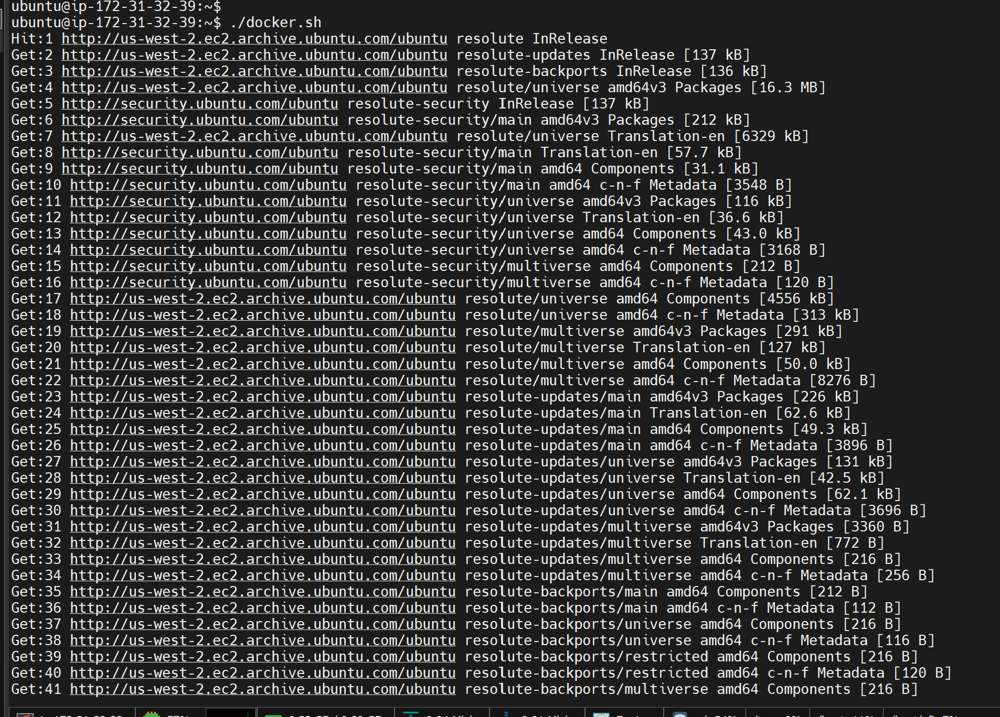 ubuntu@ip-172-31-32-39:~$
ubuntu@ip-172-31-32-39:~$ ./docker.sh
Hit:1 http://us-west-2.ec2.archive.ubuntu.com/ubuntu resolute InRelease
Get:2 http://us-west-2.ec2.archive.ubuntu.com/ubuntu resolute-updates InRelease [137 kB]
Get:3 http://us-west-2.ec2.archive.ubuntu.com/ubuntu resolute-backports InRelease [136 kB]
Get:4 http://us-west-2.ec2.archive.ubuntu.com/ubuntu resolute/universe amd64v3 Packages [16.3 MB]
Get:5 http://security.ubuntu.com/ubuntu resolute-security InRelease [137 kB]
Get:6 http://security.ubuntu.com/ubuntu resolute-security/main amd64v3 Packages [212 kB]
Get:7 http://us-west-2.ec2.archive.ubuntu.com/ubuntu resolute/universe Translation-en [6329 kB]
Get:8 http://security.ubuntu.com/ubuntu resolute-security/main Translation-en [57.7 kB]
Get:9 http://security.ubuntu.com/ubuntu resolute-security/main amd64 Components [31.1 kB]
Get:10 http://security.ubuntu.com/ubuntu resolute-security/main amd64 c-n-f Metadata [3548 B]
Get:11 http://security.ubuntu.com/ubuntu resolute-security/universe amd64v3 Packages [116 kB]
Get:12 http://security.ubuntu.com/ubuntu resolute-security/universe Translation-en [36.6 kB]
Get:13 http://security.ubuntu.com/ubuntu resolute-security/universe amd64 Components [43.0 kB]
Get:14 http://security.ubuntu.com/ubuntu resolute-security/universe amd64 c-n-f Metadata [3168 B]
Get:15 http://security.ubuntu.com/ubuntu resolute-security/multiverse amd64 Components [212 B]
Get:16 http://security.ubuntu.com/ubuntu resolute-security/multiverse amd64 c-n-f Metadata [120 B]
Get:17 http://us-west-2.ec2.archive.ubuntu.com/ubuntu resolute/universe amd64 Components [4556 kB]
Get:18 http://us-west-2.ec2.archive.ubuntu.com/ubuntu resolute/universe amd64 c-n-f Metadata [313 kB]
Get:19 http://us-west-2.ec2.archive.ubuntu.com/ubuntu resolute/multiverse amd64v3 Packages [291 kB]
Get:20 http://us-west-2.ec2.archive.ubuntu.com/ubuntu resolute/multiverse Translation-en [127 kB]
Get:21 http://us-west-2.ec2.archive.ubuntu.com/ubuntu resolute/multiverse amd64 Components [50.0 kB]
Get:22 http://us-west-2.ec2.archive.ubuntu.com/ubuntu resolute/multiverse amd64 c-n-f Metadata [8276 B]
Get:23 http://us-west-2.ec2.archive.ubuntu.com/ubuntu resolute-updates/main amd64v3 Packages [226 kB]
Get:24 http://us-west-2.ec2.archive.ubuntu.com/ubuntu resolute-updates/main Translation-en [62.6 kB]
Get:25 http://us-west-2.ec2.archive.ubuntu.com/ubuntu resolute-updates/main amd64 Components [49.3 kB]
Get:26 http://us-west-2.ec2.archive.ubuntu.com/ubuntu resolute-updates/main amd64 c-n-f Metadata [3896 B]
Get:27 http://us-west-2.ec2.archive.ubuntu.com/ubuntu resolute-updates/universe amd64v3 Packages [131 kB]
Get:28 http://us-west-2.ec2.archive.ubuntu.com/ubuntu resolute-updates/universe Translation-en [42.5 kB]
Get:29 http://us-west-2.ec2.archive.ubuntu.com/ubuntu resolute-updates/universe amd64 Components [62.1 kB]
Get:30 http://us-west-2.ec2.archive.ubuntu.com/ubuntu resolute-updates/universe amd64 c-n-f Metadata [3696 B]
Get:31 http://us-west-2.ec2.archive.ubuntu.com/ubuntu resolute-updates/multiverse amd64v3 Packages [3360 B]
Get:32 http://us-west-2.ec2.archive.ubuntu.com/ubuntu resolute-updates/multiverse Translation-en [772 B]
Get:33 http://us-west-2.ec2.archive.ubuntu.com/ubuntu resolute-updates/multiverse amd64 Components [216 B]
Get:34 http://us-west-2.ec2.archive.ubuntu.com/ubuntu resolute-updates/multiverse amd64 c-n-f Metadata [256 B]
Get:35 http://us-west-2.ec2.archive.ubuntu.com/ubuntu resolute-backports/main amd64 Components [212 B]
Get:36 http://us-west-2.ec2.archive.ubuntu.com/ubuntu resolute-backports/main amd64 c-n-f Metadata [112 B]
Get:37 http://us-west-2.ec2.archive.ubuntu.com/ubuntu resolute-backports/universe amd64 Components [216 B]
Get:38 http://us-west-2.ec2.archive.ubuntu.com/ubuntu resolute-backports/universe amd64 c-n-f Metadata [116 B]
Get:39 http://us-west-2.ec2.archive.ubuntu.com/ubuntu resolute-backports/restricted amd64 Components [216 B]
Get:40 http://us-west-2.ec2.archive.ubuntu.com/ubuntu resolute-backports/restricted amd64 c-n-f Metadata [120 B]
Get:41 http://us-west-2.ec2.archive.ubuntu.com/ubuntu resolute-backports/multiverse amd64 Components [216 B]